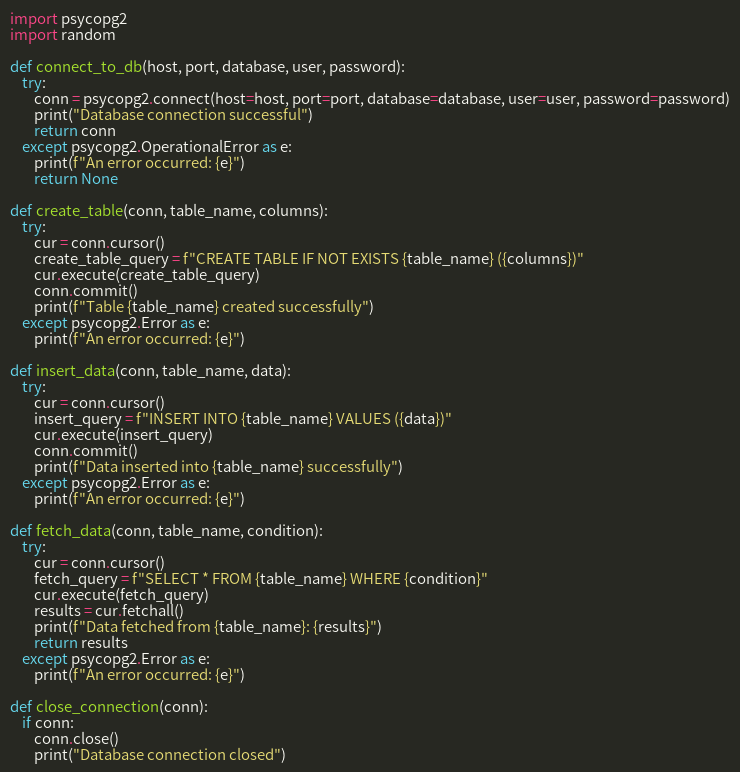 import psycopg2
import random

def connect_to_db(host, port, database, user, password):
    try:
        conn = psycopg2.connect(host=host, port=port, database=database, user=user, password=password)
        print("Database connection successful")
        return conn
    except psycopg2.OperationalError as e:
        print(f"An error occurred: {e}")
        return None

def create_table(conn, table_name, columns):
    try:
        cur = conn.cursor()
        create_table_query = f"CREATE TABLE IF NOT EXISTS {table_name} ({columns})"
        cur.execute(create_table_query)
        conn.commit()
        print(f"Table {table_name} created successfully")
    except psycopg2.Error as e:
        print(f"An error occurred: {e}")

def insert_data(conn, table_name, data):
    try:
        cur = conn.cursor()
        insert_query = f"INSERT INTO {table_name} VALUES ({data})"
        cur.execute(insert_query)
        conn.commit()
        print(f"Data inserted into {table_name} successfully")
    except psycopg2.Error as e:
        print(f"An error occurred: {e}")

def fetch_data(conn, table_name, condition):
    try:
        cur = conn.cursor()
        fetch_query = f"SELECT * FROM {table_name} WHERE {condition}"
        cur.execute(fetch_query)
        results = cur.fetchall()
        print(f"Data fetched from {table_name}: {results}")
        return results
    except psycopg2.Error as e:
        print(f"An error occurred: {e}")

def close_connection(conn):
    if conn:
        conn.close()
        print("Database connection closed")